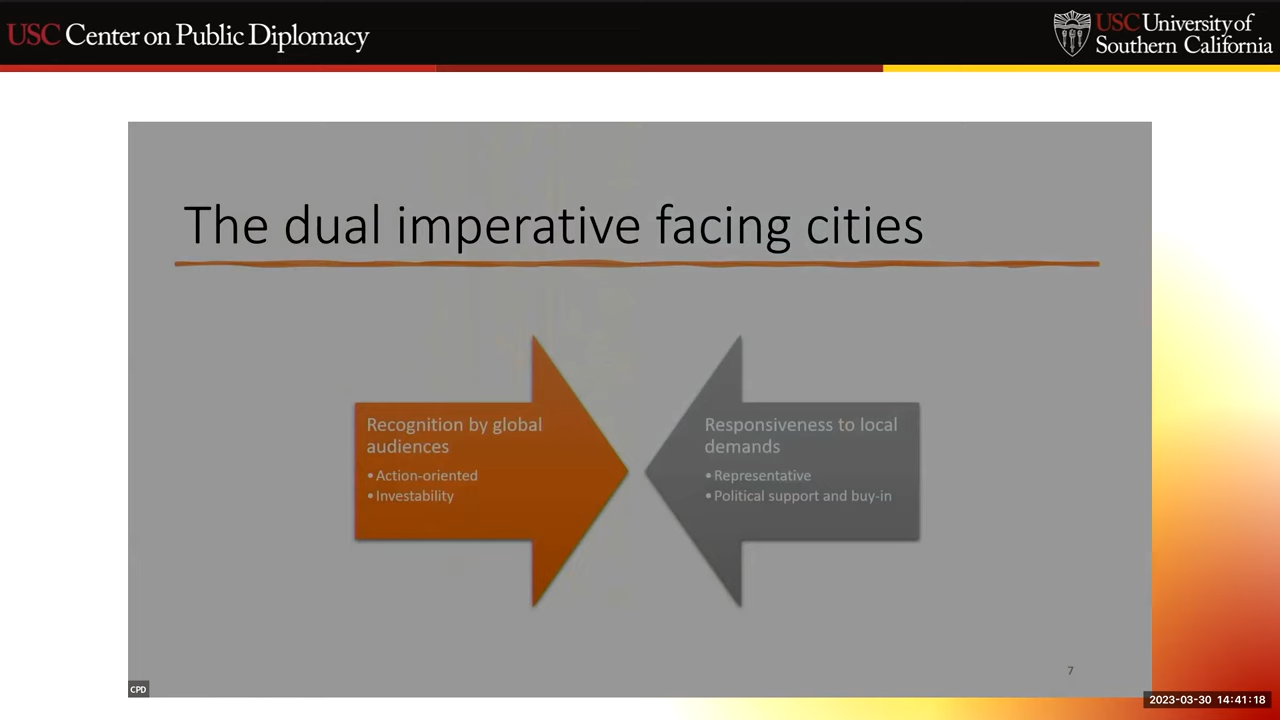 USC Center on Public Diplomacy
USC University of
Southern California
The dual imperative facing cities
Recognition by global
audiences
• Action-oriented
• Investability
Responsiveness to local
demands
• Representative
• Political support and buy-in
7
CPD
2023-03-30 14:41:18